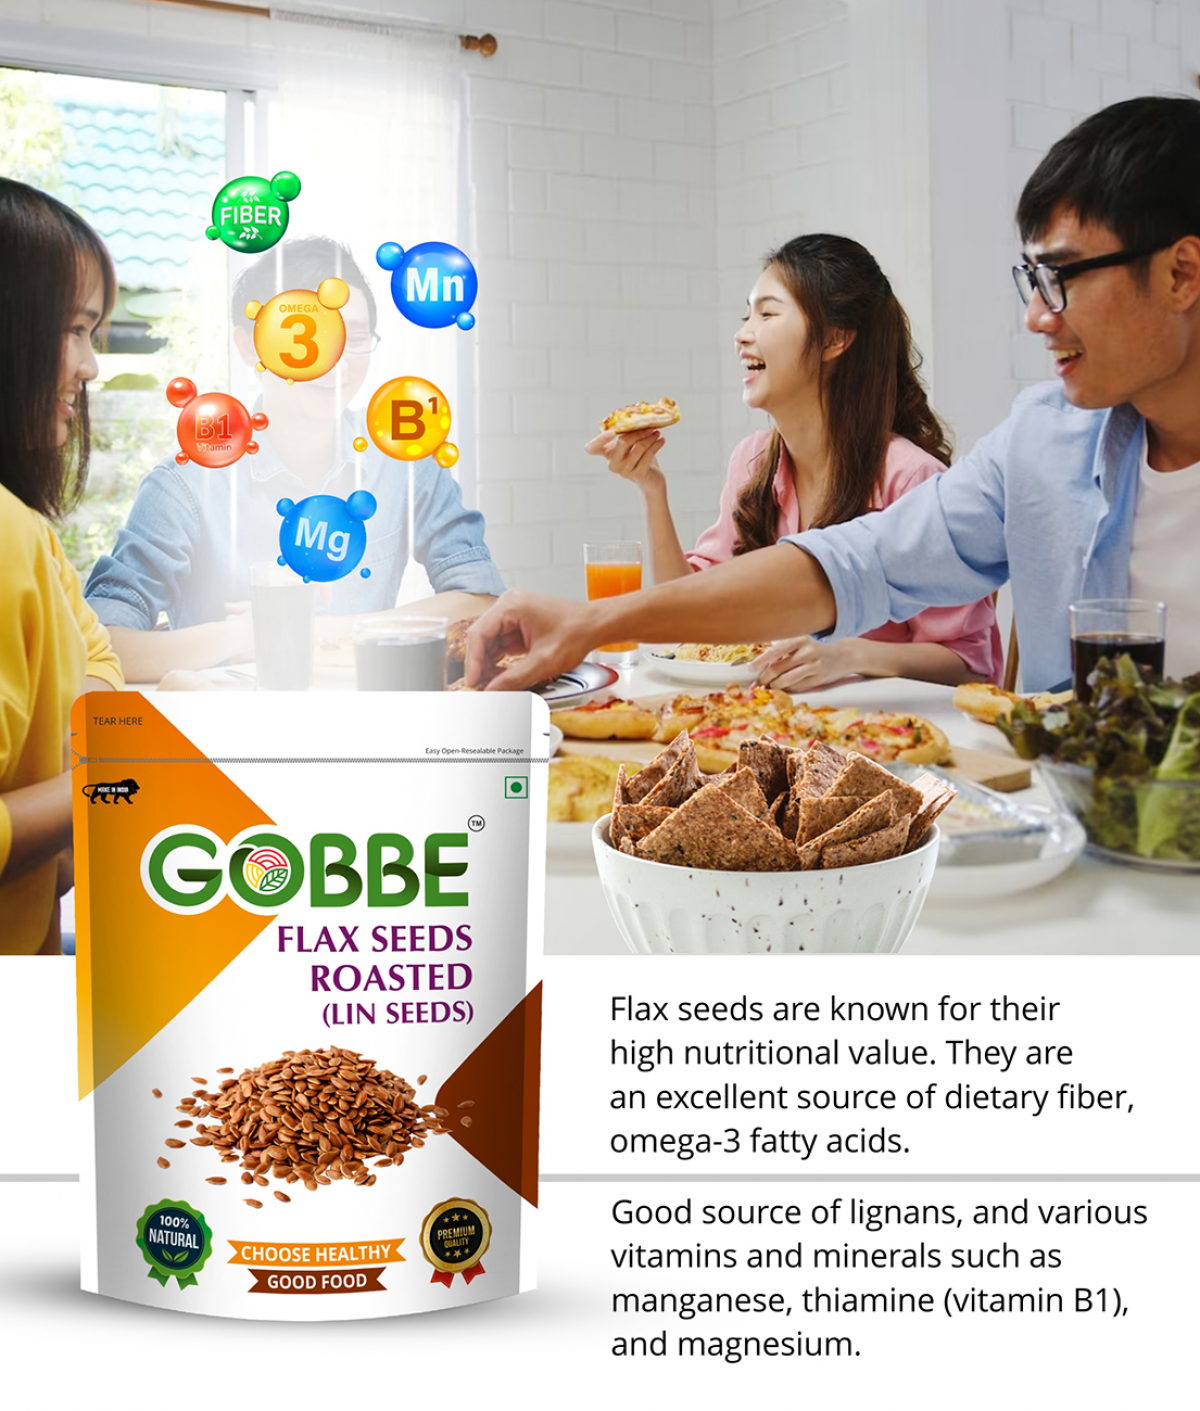 FIBER
Mn
OMEGA
3
B1
Vitamin
B1
Mg
TEAR HERE
Easy Open-Resealable Package
MAKE IN INDIA
GOBBE
TM
FLAX SEEDS
ROASTED
(LIN SEEDS)
100%
NATURAL
CHOOSE HEALTHY
GOOD FOOD
PREMIUM
QUALITY
Flax seeds are known for their
high nutritional value. They are
an excellent source of dietary fiber,
omega-3 fatty acids.
Good source of lignans, and various
vitamins and minerals such as
manganese, thiamine (vitamin B1),
and magnesium.